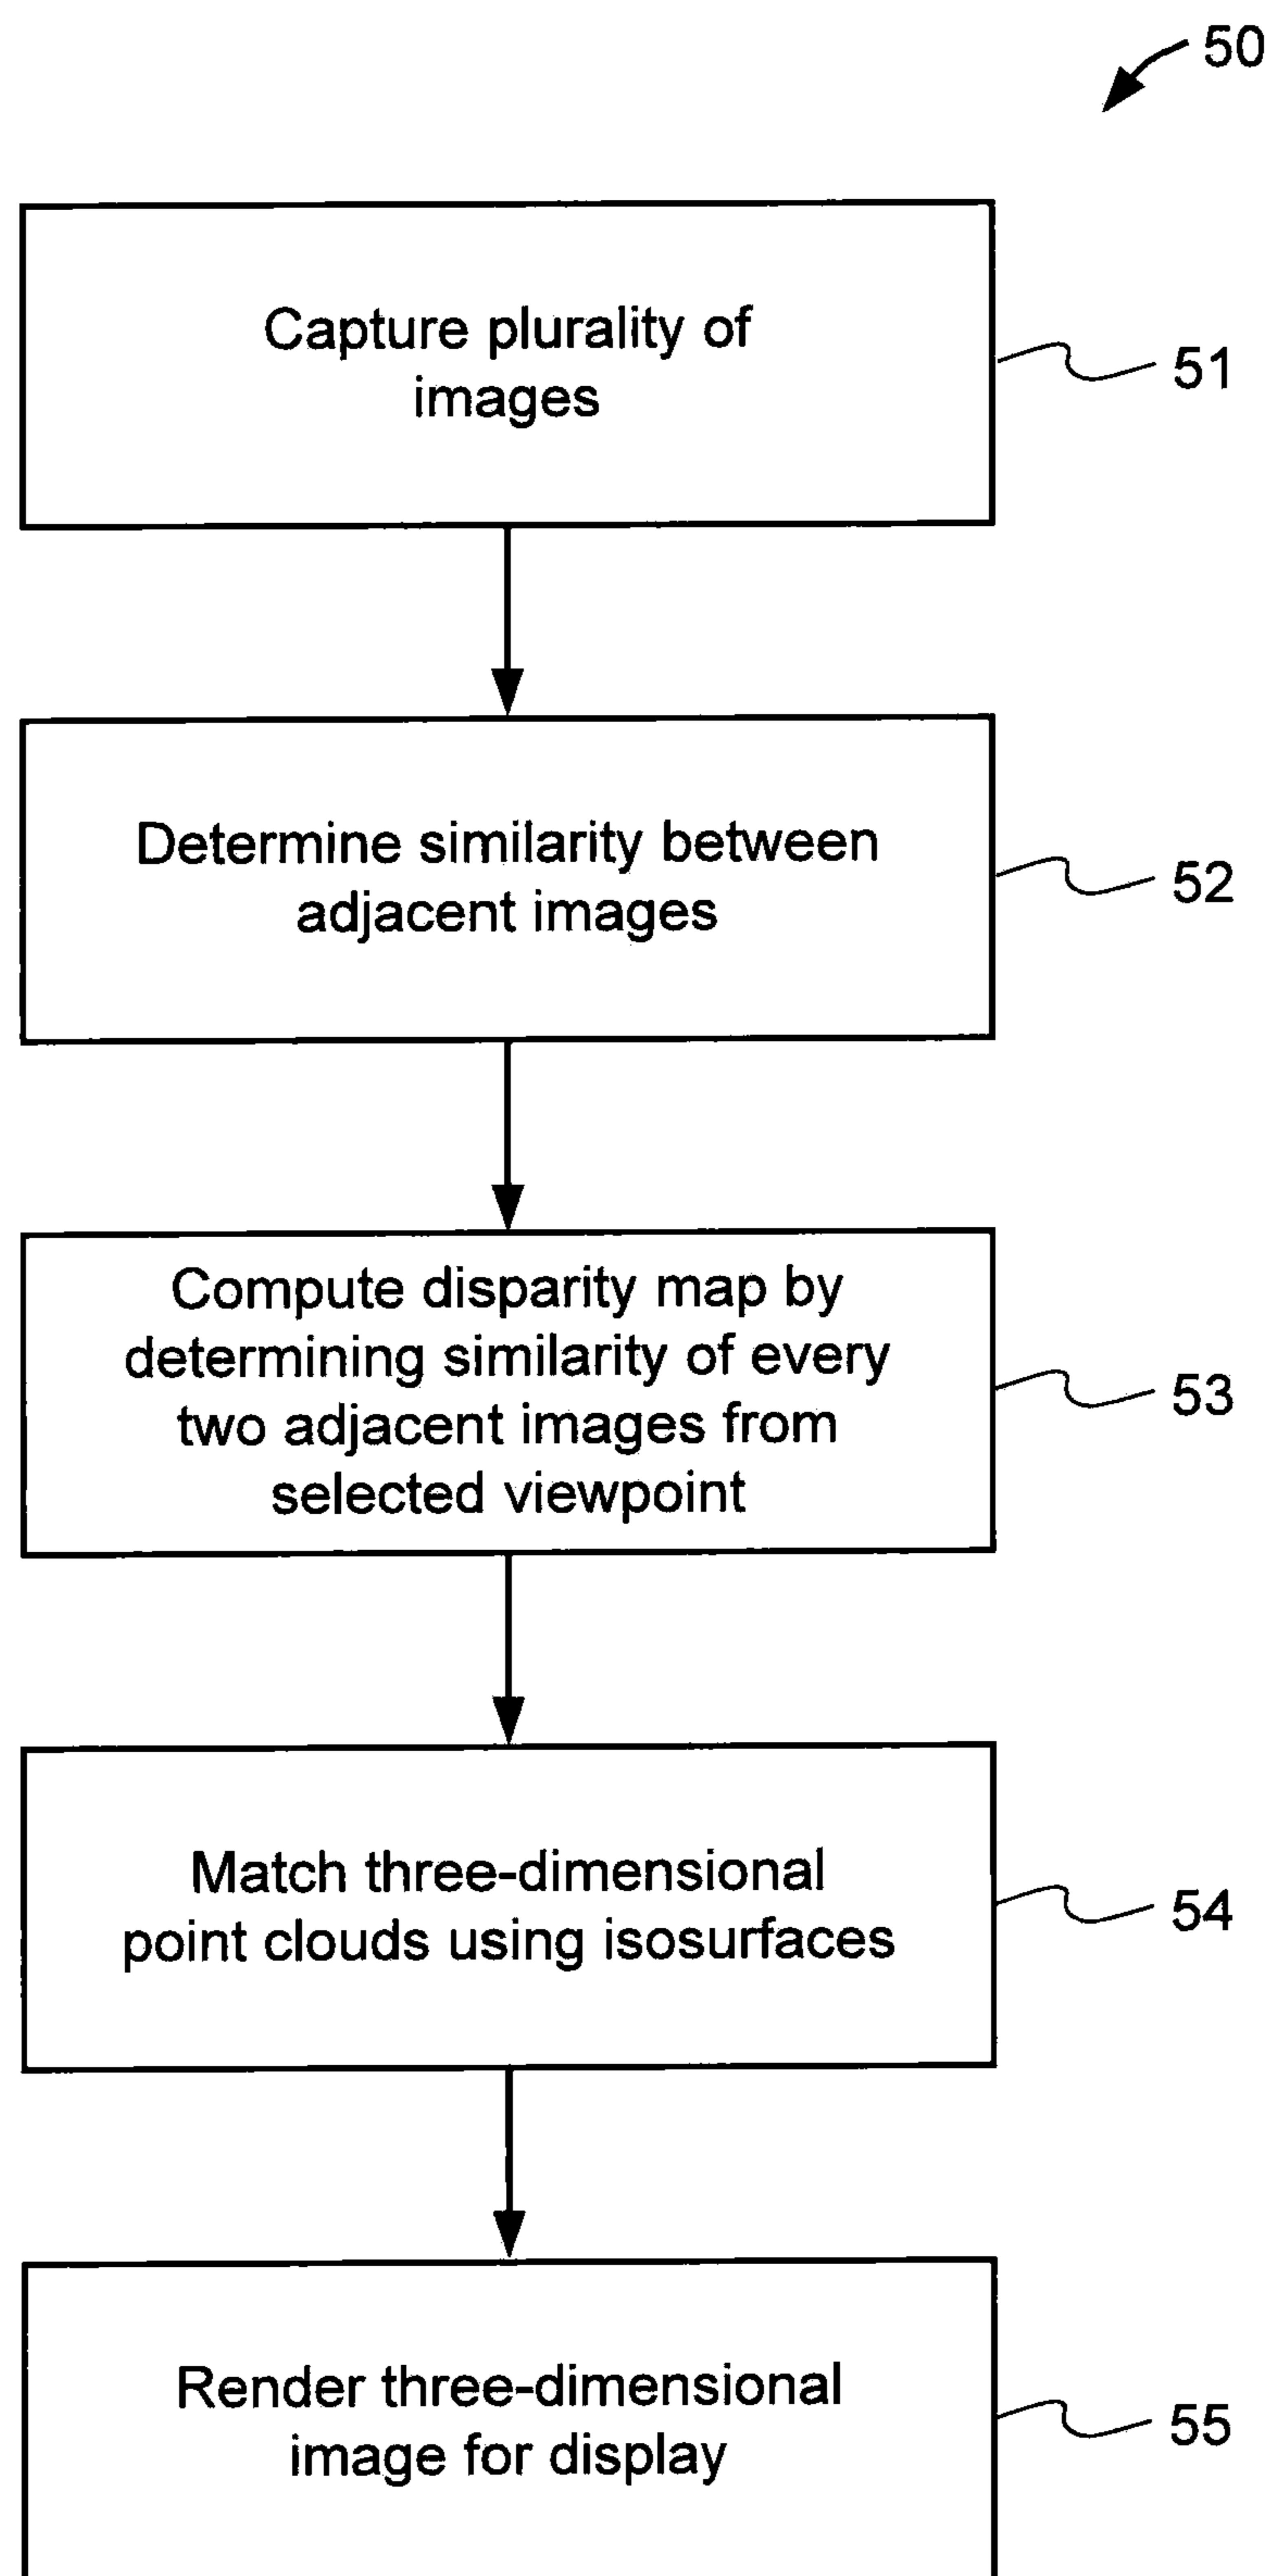 50
Capture plurality of
images
51
Determine similarity between
adjacent images
52
Compute disparity map by
determining similarity of every
two adjacent images from
selected viewpoint
53
Match three-dimensional
point clouds using isosurfaces
54
Render three-dimensional
image for display
55